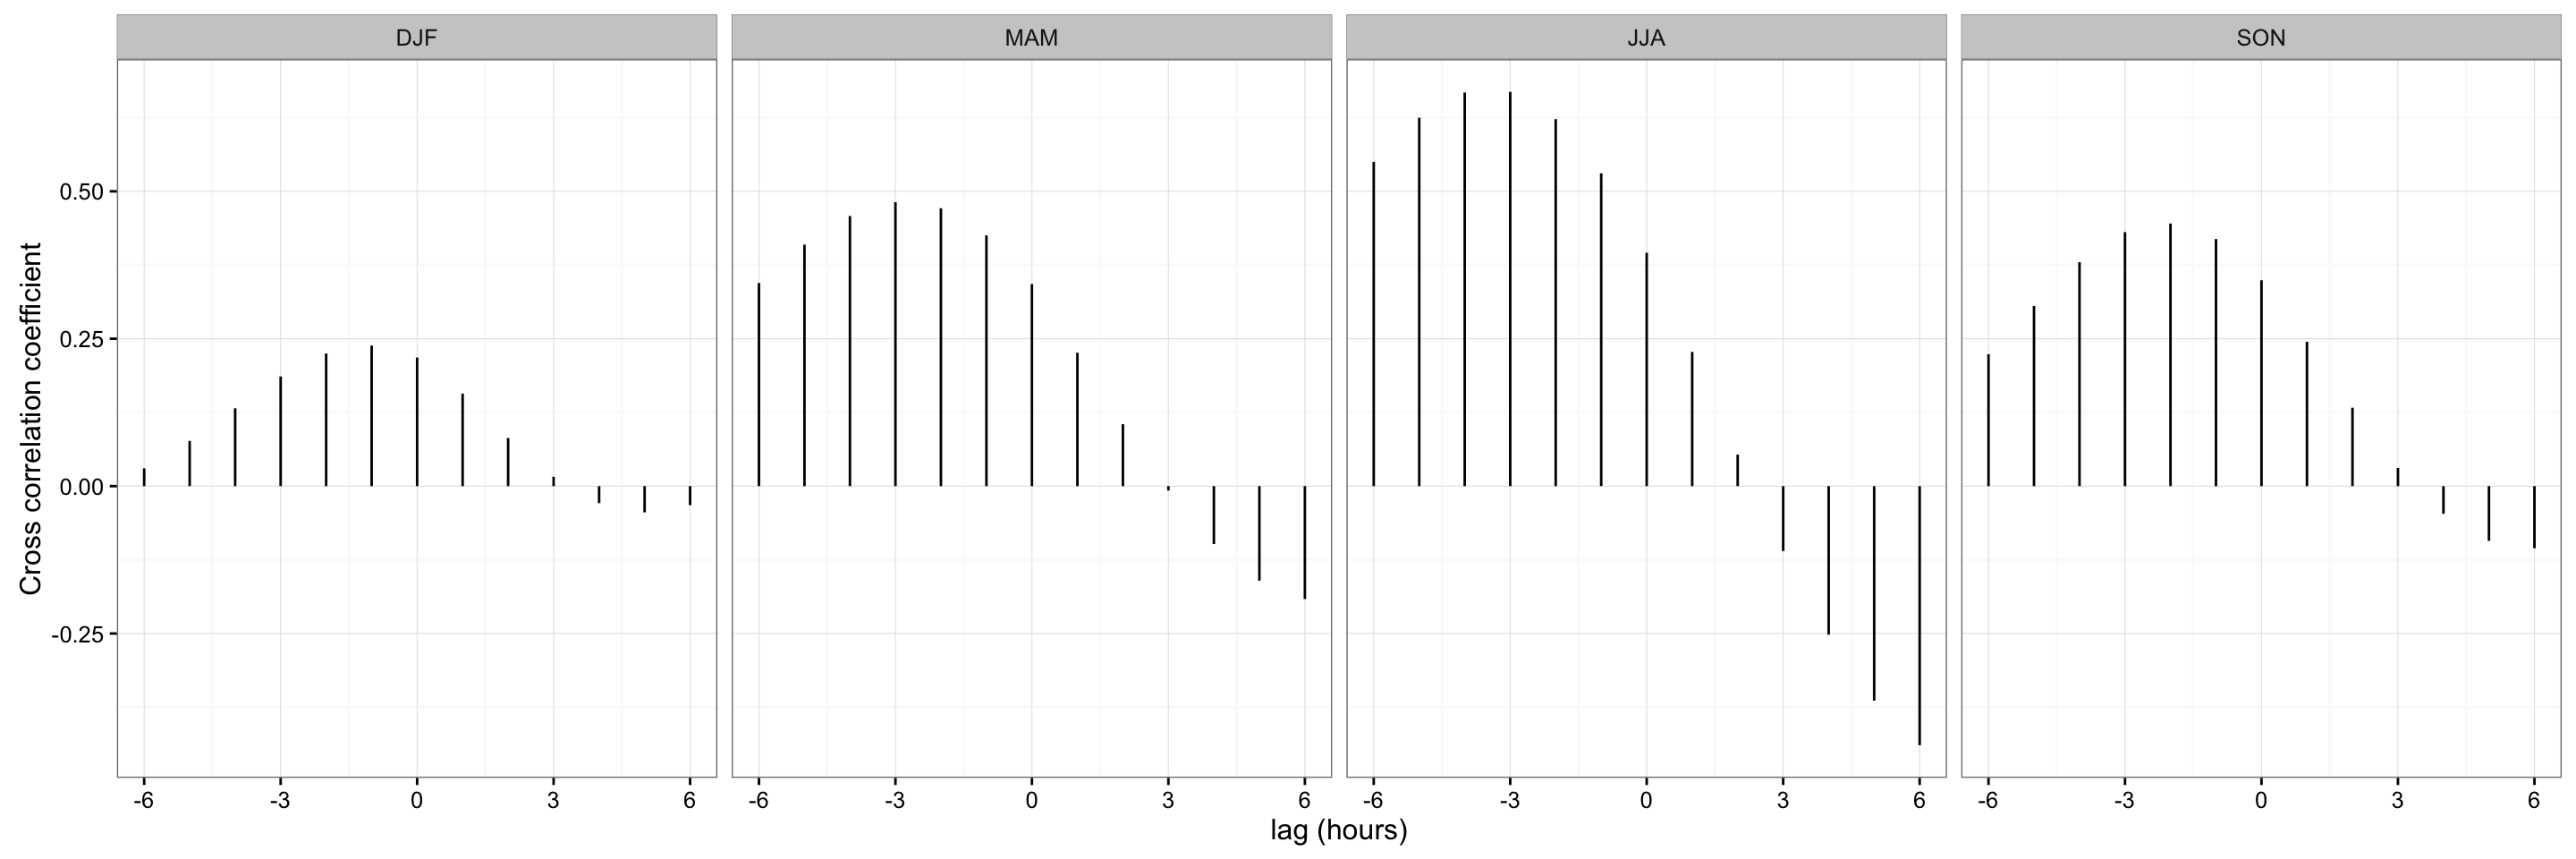 DJF MAM JJA SON
Cross correlation coefficient
0.50
0.25
0.00
-0.25
-6 -3 0 3 6 -6 -3 0 3 6 -6 -3 0 3 6 -6 -3 0 3 6
lag (hours)